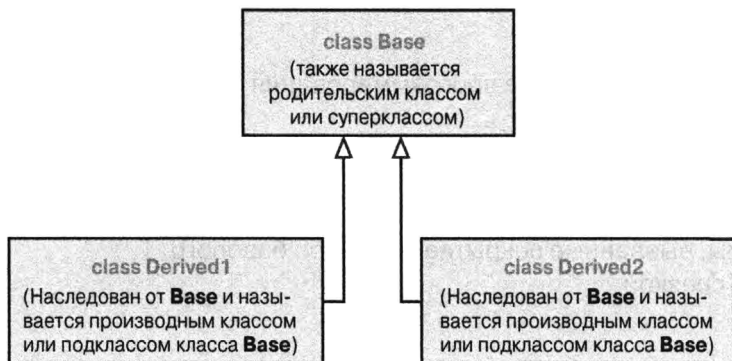 class Base
(также называется
родительским классом
или суперклассом)
class Derived1
(Наследован от Base и назы-
вается производным классом
или подклассом класса Base)
class Derived2
(Наследован от Base и назы-
вается производным классом
или подклассом класса Base)